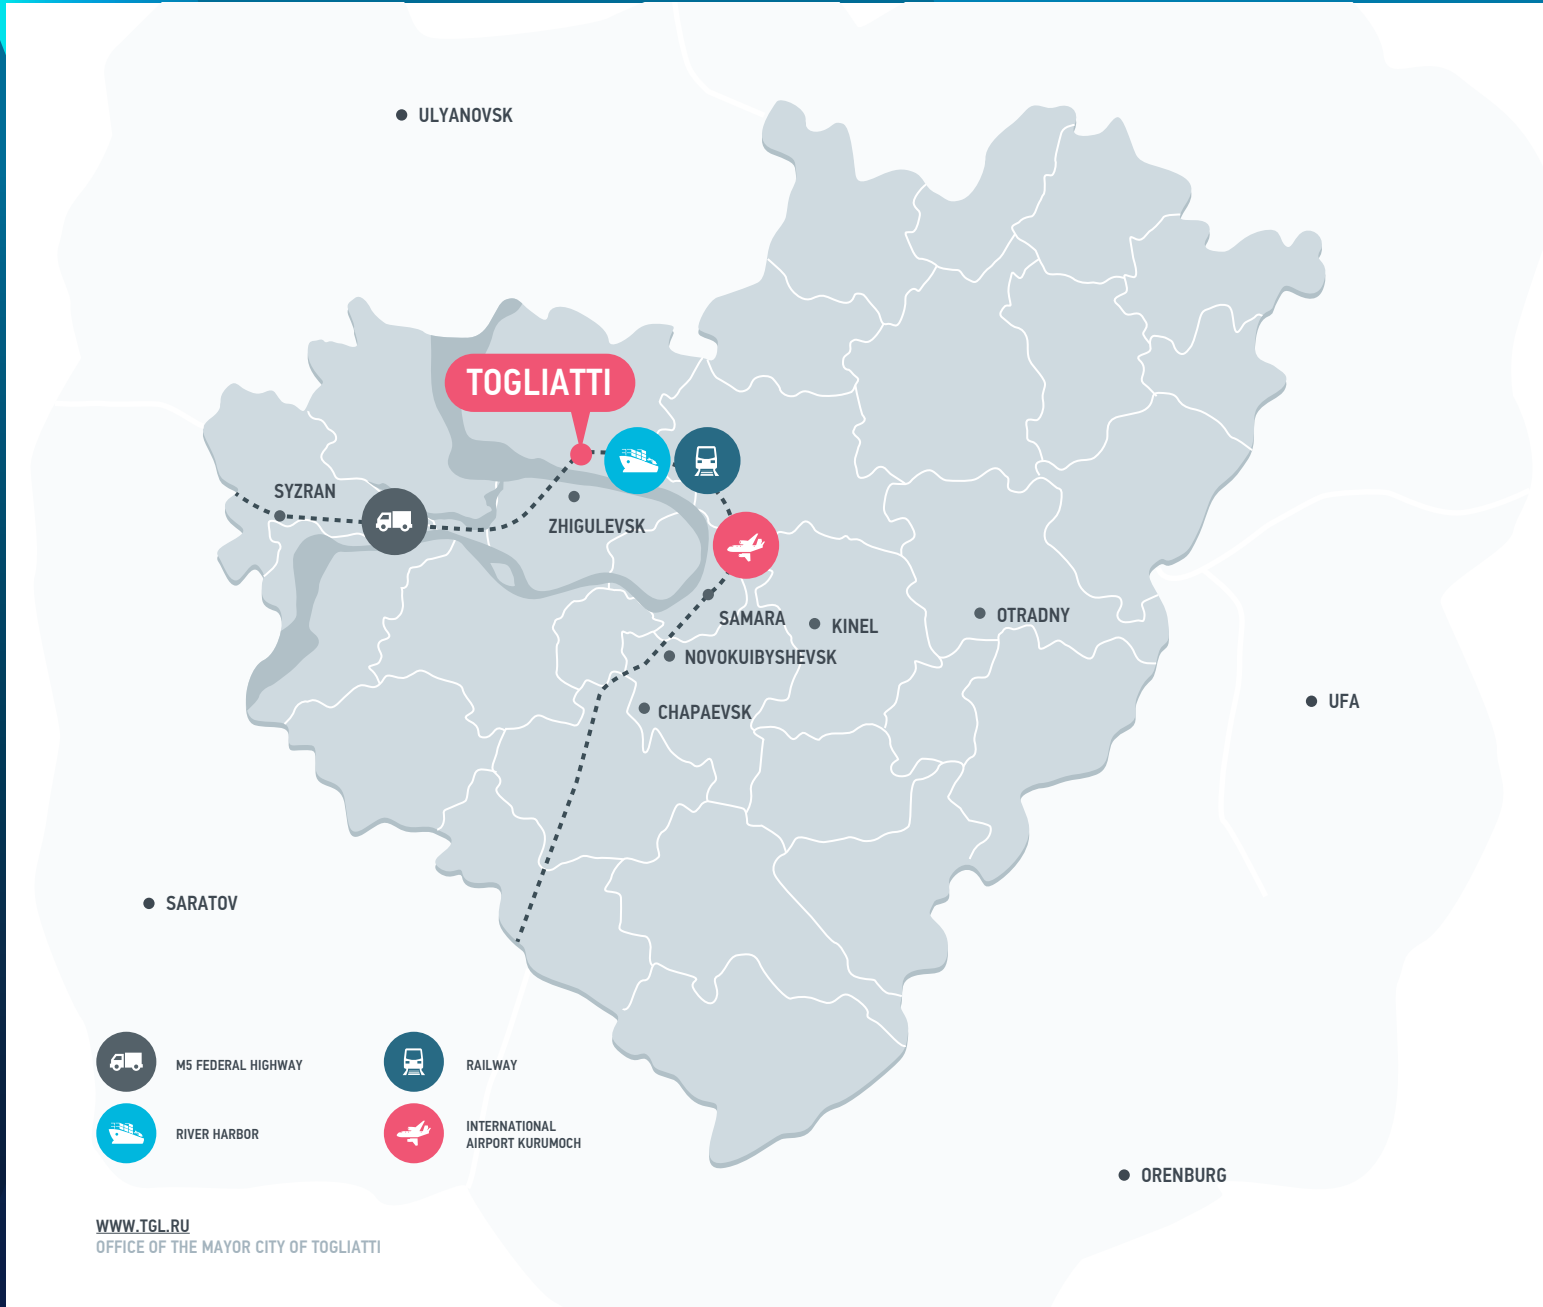 ULYANOVSK
TOGLIATTI
SYZRAN
ZHIGULEVSK
SAMARA
KINEL
OTRADNY
NOVOKUIBYSHEVSK
CHAPAEVSK
UFA
SARATOV
M5 FEDERAL HIGHWAY
RAILWAY
RIVER HARBOR
INTERNATIONAL
AIRPORT KURUMOCH
ORENBURG
WWW.TGL.RU
OFFICE OF THE MAYOR CITY OF TOGLIATTI